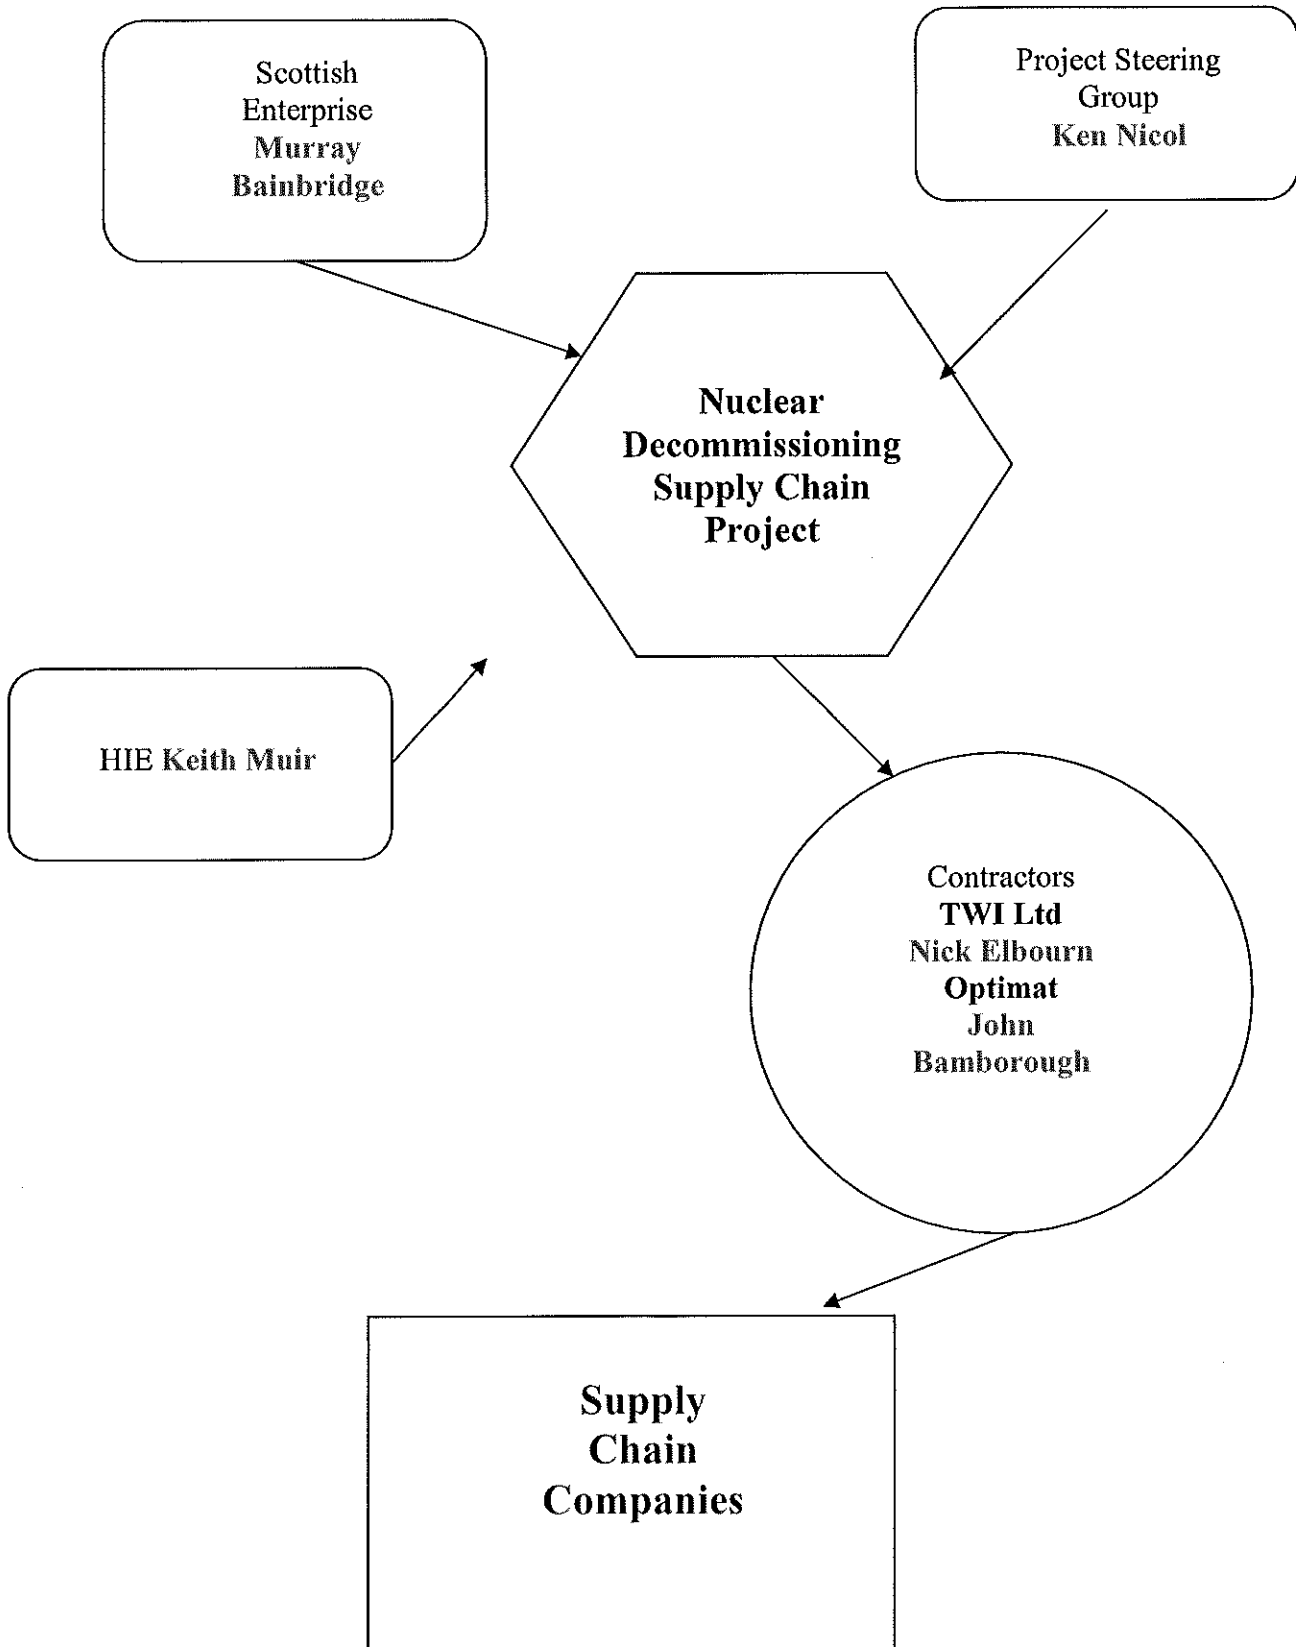 Scottish
Enterprise
Murray
Bainbridge
Project Steering
Group
Ken Nicol
Nuclear
Decommissioning
Supply Chain
Project
HIE Keith Muir
Contractors
TWI Ltd
Nick Elbourn
Optimat
John
Bamborough
Supply
Chain
Companies